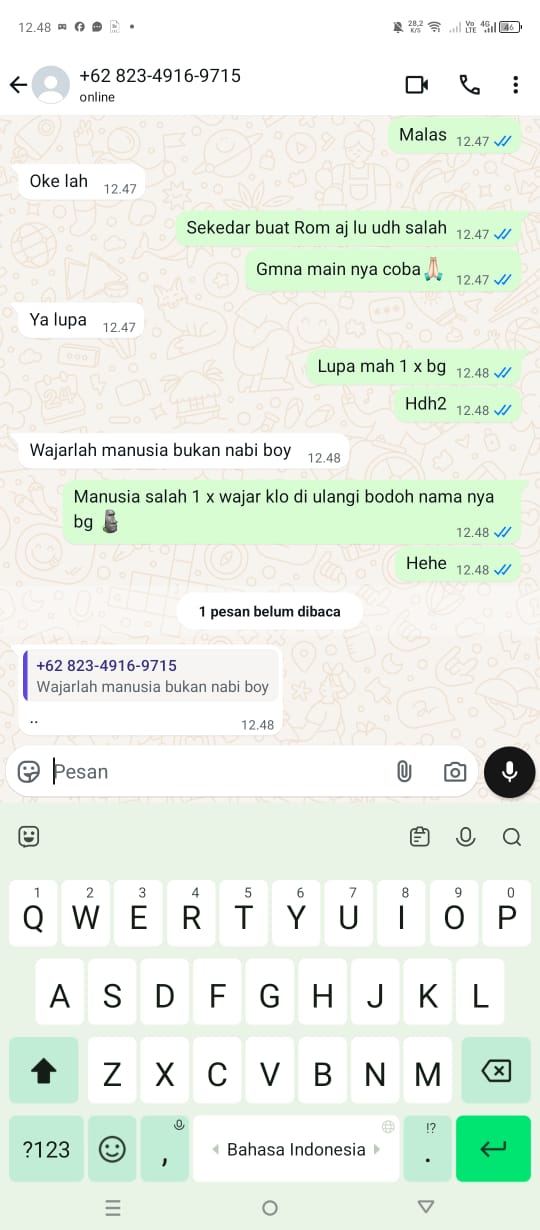 12.48
28,2
K/S
Vo
LTE
4G
46
+62 823-4916-9715
online
Malas 12.47
Oke lah 12.47
Sekedar buat Rom aj lu udh salah 12.47
Gmna main nya coba🙏🏻 12.47
Ya lupa 12.47
Lupa mah 1 x bg 12.48
Hdh2 12.48
Wajarlah manusia bukan nabi boy 12.48
Manusia salah 1 x wajar klo di ulangi bodoh nama nya
bg 🗿 12.48
Hehe 12.48
1 pesan belum dibaca
+62 823-4916-9715
Wajarlah manusia bukan nabi boy
.. 12.48
Pesan
1 2 3 4 5 6 7 8 9 0
Q W E R T Y U I O P
A S D F G H J K L
Z X C V B N M
?123 , Bahasa Indonesia !? .